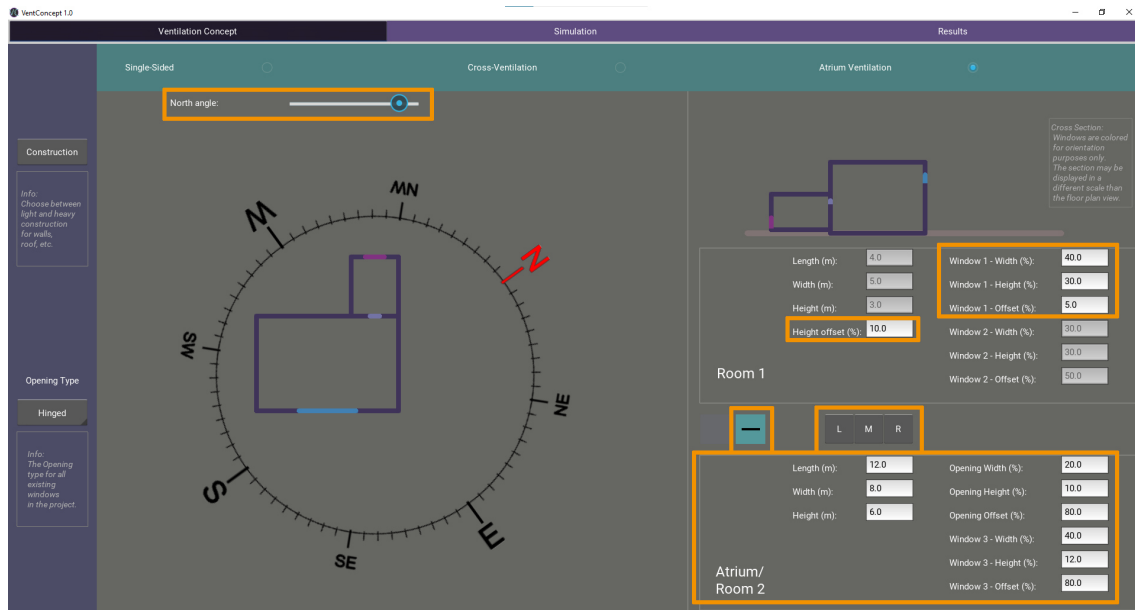 VentConcept 1.0
Ventilation Concept
Simulation
Results
Single-Sided
Cross-Ventilation
Atrium Ventilation
North angle:
Construction
Info:
Choose between
light and heavy
construction
for walls,
roof, etc.
Opening Type
Hinged
Info:
The Opening
type for all
existing
windows
in the project.
NW
W
N
SW
NE
S
E
SE
Cross Section:
Windows are colored
for orientation
purposes only.
The section may be
displayed in a
different scale than
the floor plan view.
Length (m): 4.0
Width (m): 5.0
Height (m): 3.0
Height offset (%): 10.0
Room 1
Window 1 - Width (%): 40.0
Window 1 - Height (%): 30.0
Window 1 - Offset (%): 5.0
Window 2 - Width (%): 30.0
Window 2 - Height (%): 30.0
Window 2 - Offset (%): 50.0
L M R
Length (m): 12.0
Width (m): 8.0
Height (m): 6.0
Atrium/
Room 2
Opening Width (%): 20.0
Opening Height (%): 10.0
Opening Offset (%): 80.0
Window 3 - Width (%): 40.0
Window 3 - Height (%): 12.0
Window 3 - Offset (%): 80.0